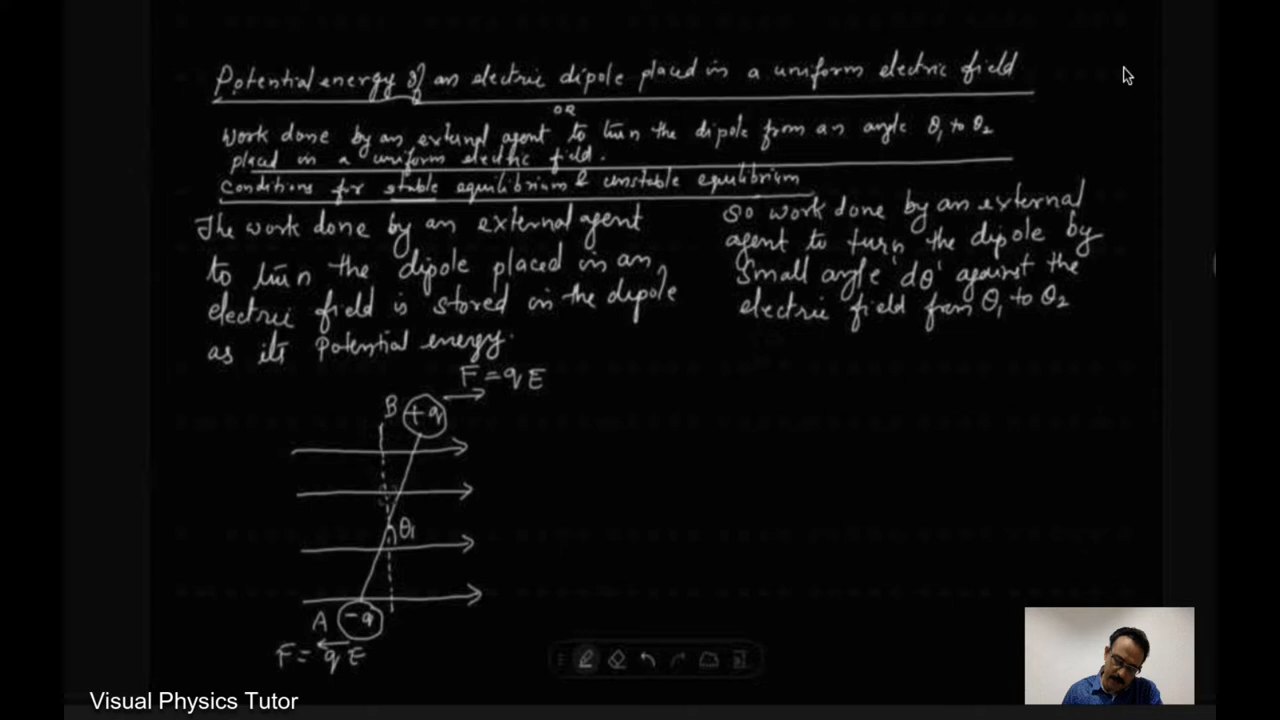 Potential energy of an electric dipole placed in a uniform electric field
OR
Work done by an external agent to turn the dipole from an angle θ1 to θ2
placed in a uniform electric field.
conditions for stable equilibrium & unstable equilibrium
The work done by an external agent
to turn the dipole placed in an
electric field is stored in the dipole
as its Potential energy.
So work done by an external
agent to turn the dipole by
small angle 'dθ' against the
electric field from θ1 to θ2
F = qE
B +q
θ1
A -q
F = qE
Visual Physics Tutor